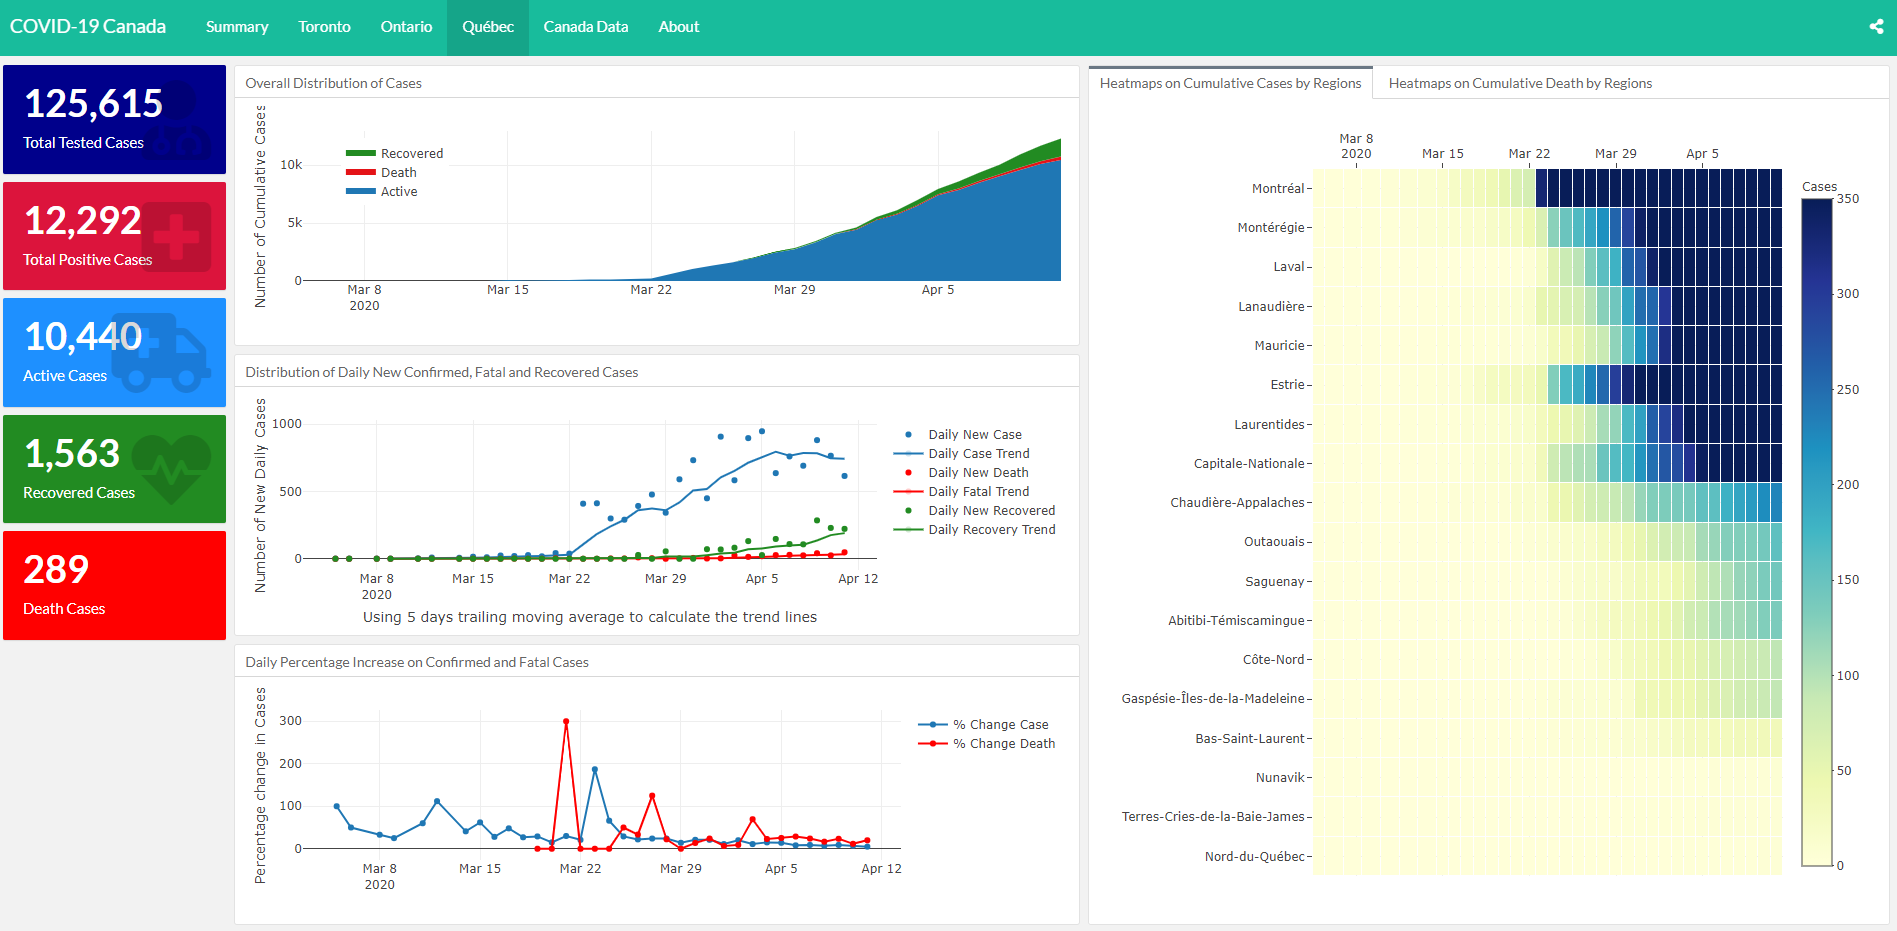 COVID-19 Canada
Summary
Toronto
Ontario
Québec
Canada Data
About
125,615
Total Tested Cases
12,292
Total Positive Cases
10,440
Active Cases
1,563
Recovered Cases
289
Death Cases
Overall Distribution of Cases
Number of Cumulative Cases
10k
5k
0
Recovered
Death
Active
Mar 8
2020
Mar 15
Mar 22
Mar 29
Apr 5
Distribution of Daily New Confirmed, Fatal and Recovered Cases
Number of New Daily Cases
1000
500
0
Daily New Case
Daily Case Trend
Daily New Death
Daily Fatal Trend
Daily New Recovered
Daily Recovery Trend
Mar 8
2020
Mar 15
Mar 22
Mar 29
Apr 5
Apr 12
Using 5 days trailing moving average to calculate the trend lines
Daily Percentage Increase on Confirmed and Fatal Cases
Percentage change in Cases
300
200
100
0
% Change Case
% Change Death
Mar 8
2020
Mar 15
Mar 22
Mar 29
Apr 5
Apr 12
Heatmaps on Cumulative Cases by Regions
Heatmaps on Cumulative Death by Regions
Mar 8
2020
Mar 15
Mar 22
Mar 29
Apr 5
Montréal
Montérégie
Laval
Lanaudière
Mauricie
Estrie
Laurentides
Capitale-Nationale
Chaudière-Appalaches
Outaouais
Saguenay
Abitibi-Témiscamingue
Côte-Nord
Gaspésie-Îles-de-la-Madeleine
Bas-Saint-Laurent
Nunavik
Terres-Cries-de-la-Baie-James
Nord-du-Québec
Cases
350
300
250
200
150
100
50
0